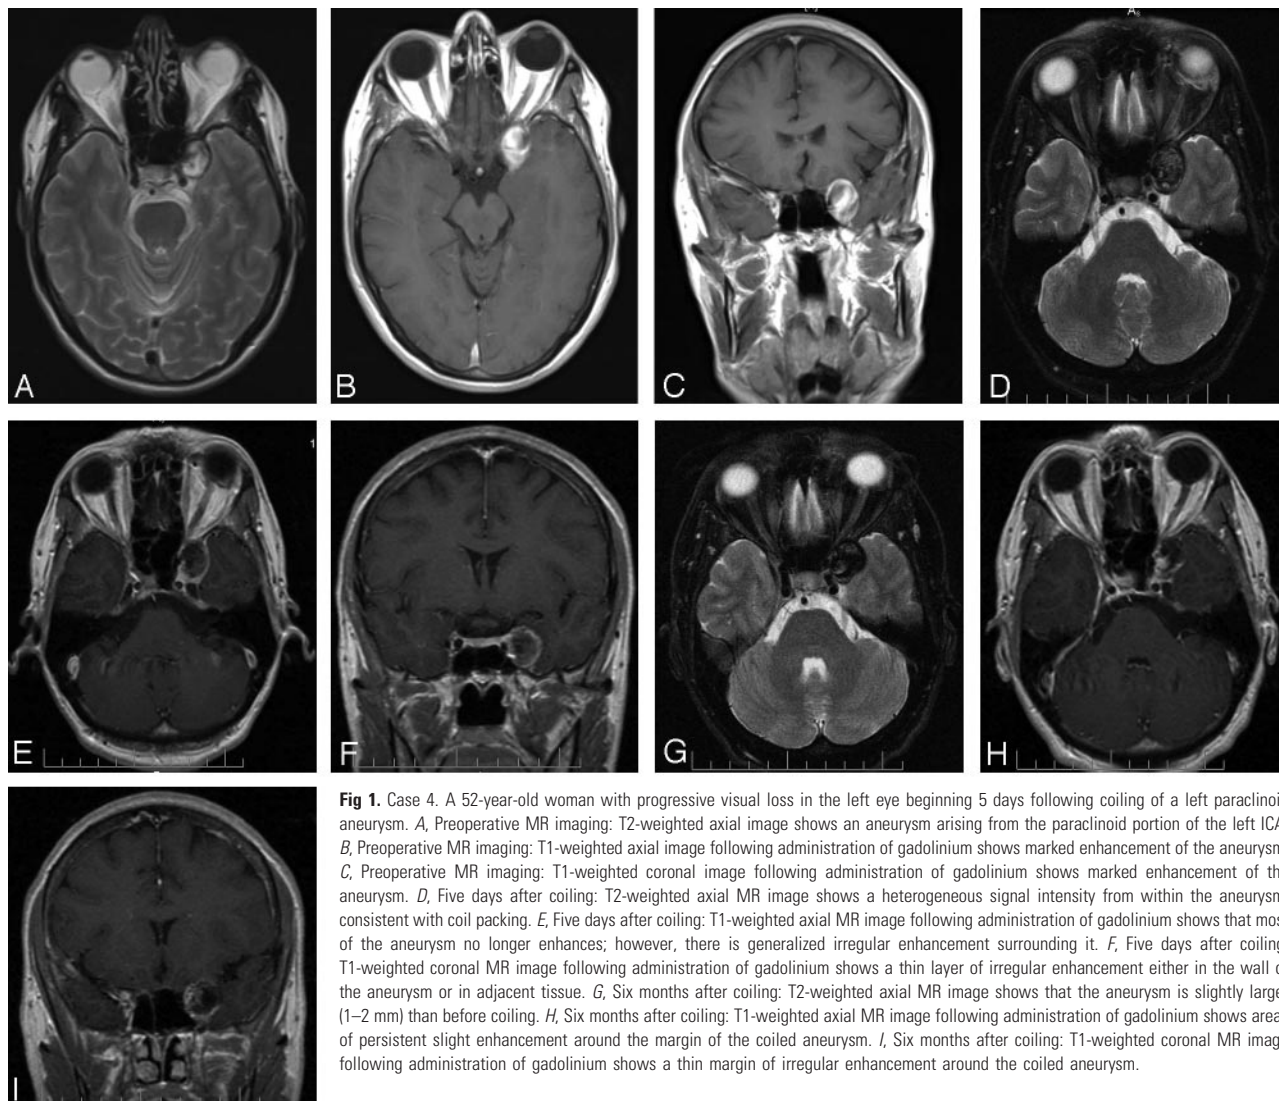 A
B
C
D
E
1
F
G
H
I
Fig 1. Case 4. A 52-year-old woman with progressive visual loss in the left eye beginning 5 days following coiling of a left paraclinoi
aneurysm. A, Preoperative MR imaging: T2-weighted axial image shows an aneurysm arising from the paraclinoid portion of the left ICA
B, Preoperative MR imaging: T1-weighted axial image following administration of gadolinium shows marked enhancement of the aneurysm
C, Preoperative MR imaging: T1-weighted coronal image following administration of gadolinium shows marked enhancement of th
aneurysm. D, Five days after coiling: T2-weighted axial MR image shows a heterogeneous signal intensity from within the aneurysm
consistent with coil packing. E, Five days after coiling: T1-weighted axial MR image following administration of gadolinium shows that mos
of the aneurysm no longer enhances; however, there is generalized irregular enhancement surrounding it. F, Five days after coiling
T1-weighted coronal MR image following administration of gadolinium shows a thin layer of irregular enhancement either in the wall o
the aneurysm or in adjacent tissue. G, Six months after coiling: T2-weighted axial MR image shows that the aneurysm is slightly large
(1–2 mm) than before coiling. H, Six months after coiling: T1-weighted axial MR image following administration of gadolinium shows area
of persistent slight enhancement around the margin of the coiled aneurysm. I, Six months after coiling: T1-weighted coronal MR imag
following administration of gadolinium shows a thin margin of irregular enhancement around the coiled aneurysm.